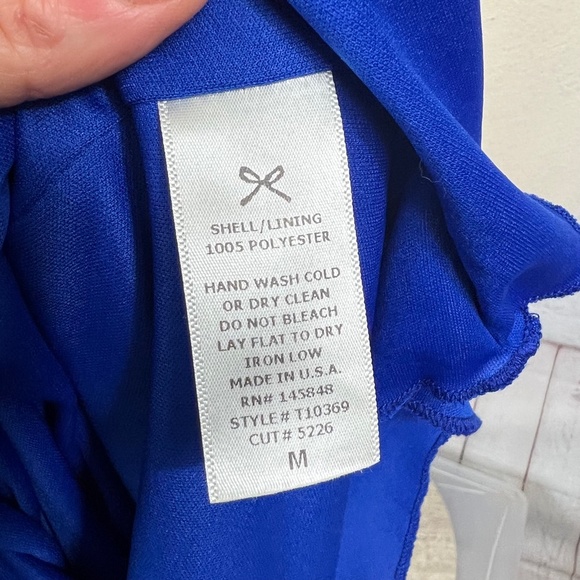 SHELL/LINING
1005 POLYESTER
HAND WASH COLD
OR DRY CLEAN
DO NOT BLEACH
LAY FLAT TO DRY
IRON LOW
MADE IN U.S.A.
RN# 145848
STYLE# T10369
CUT # 5226
M